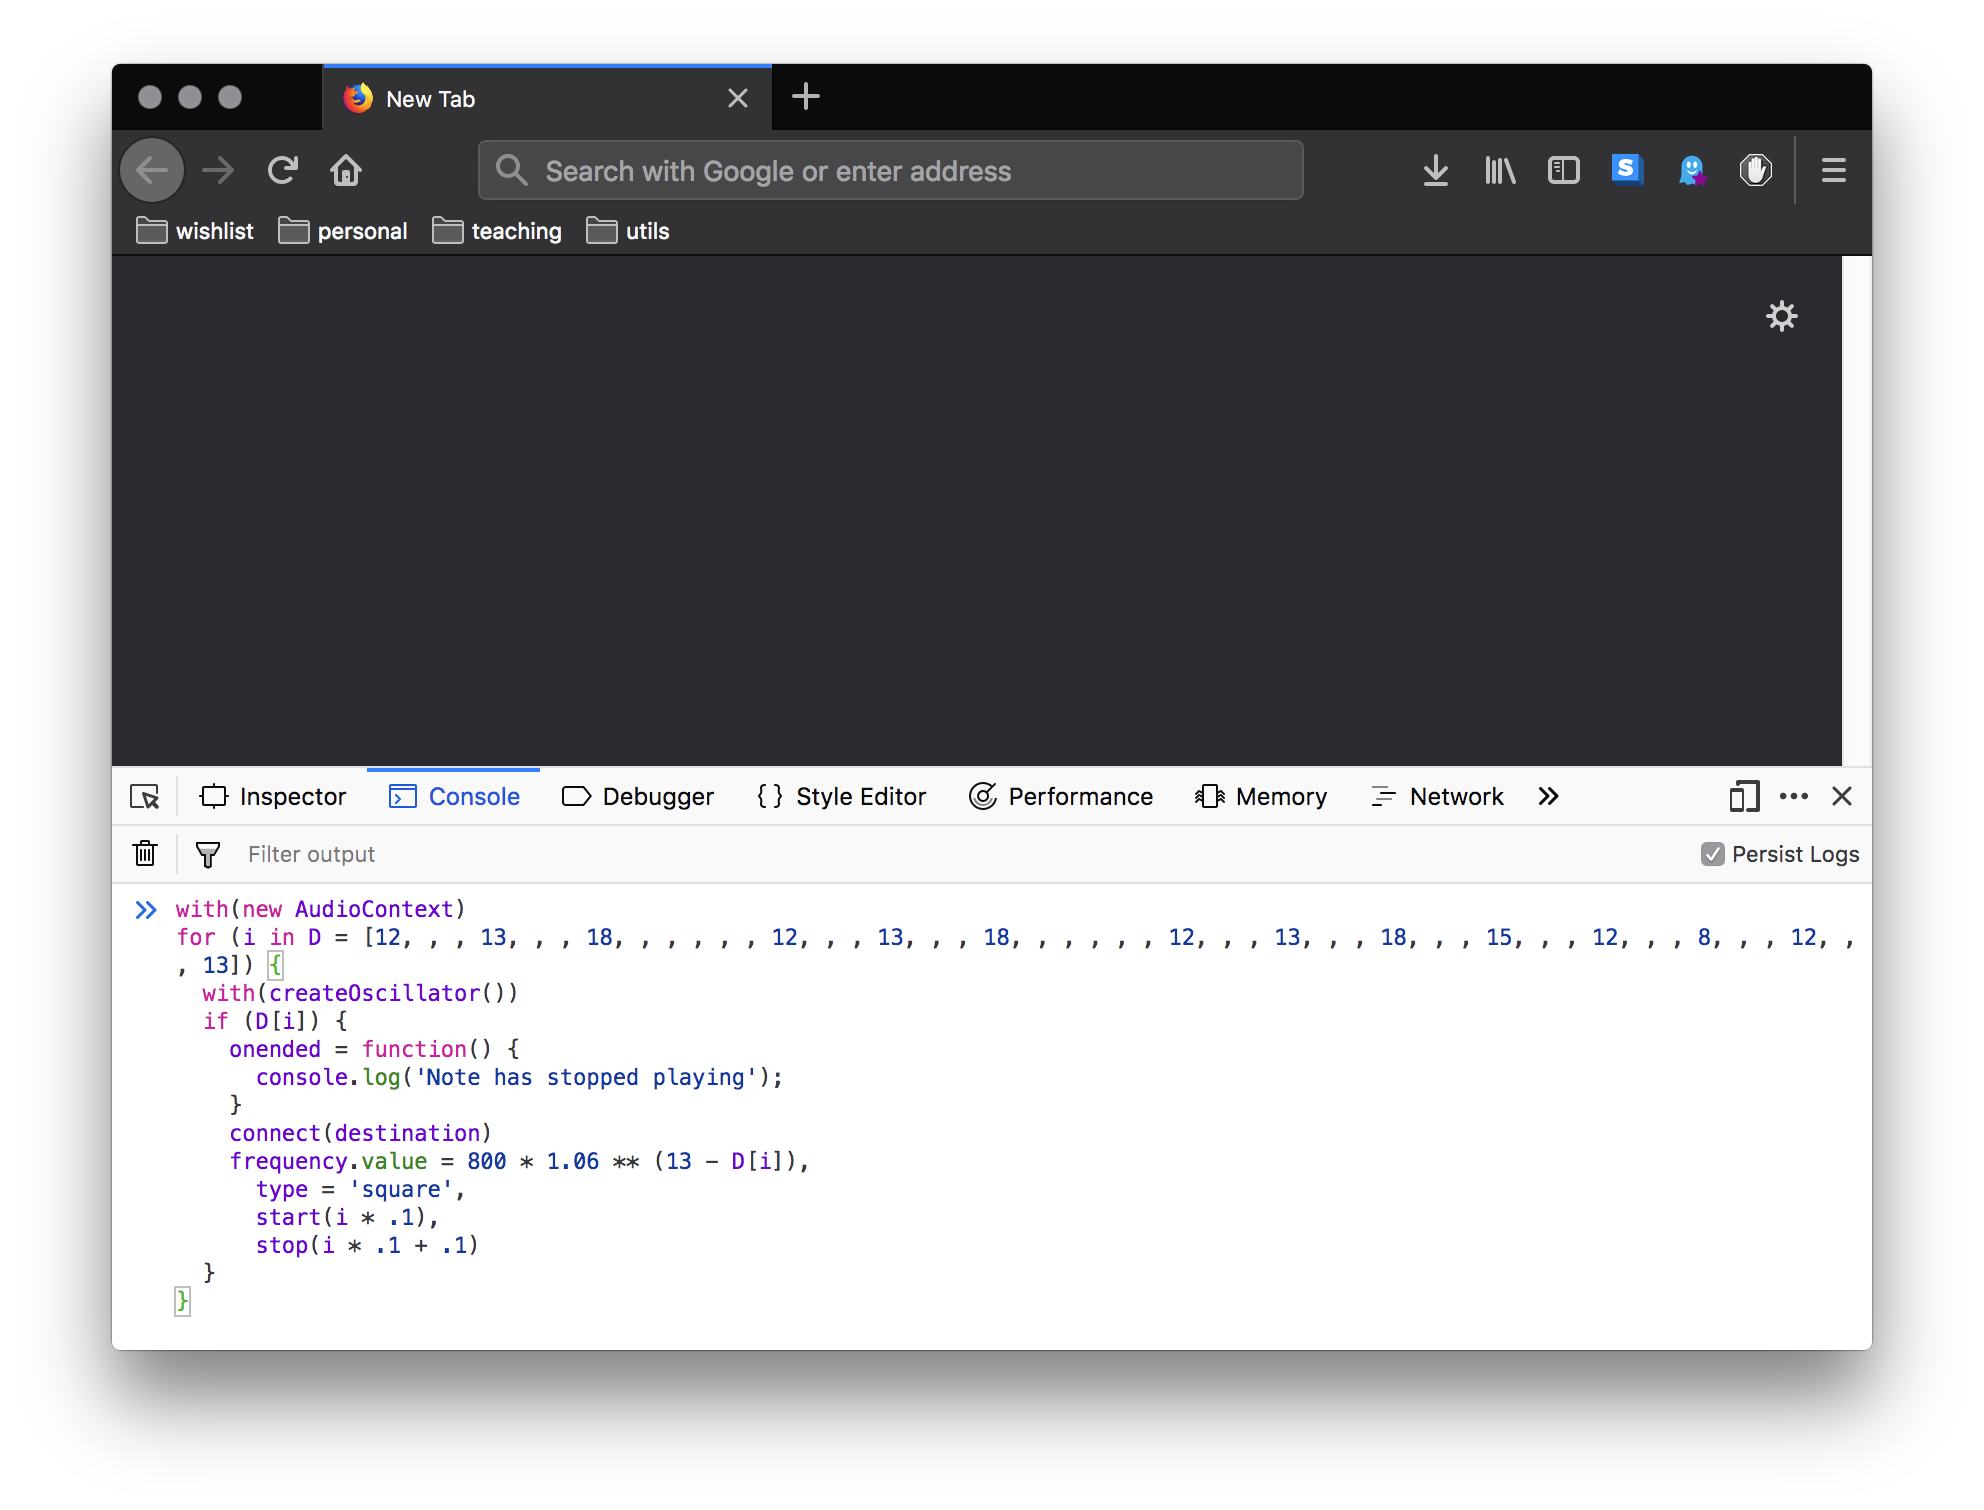 New Tab
Search with Google or enter address
S
wishlist personal teaching utils
Inspector Console Debugger { } Style Editor Performance Memory Network
Filter output Persist Logs
with(new AudioContext)
for (i in D = [12, , , 13, , , 18, , , , , , 12, , , 13, , , 18, , , , , , 12, , , 13, , , 18, , , 15, , , 12, , , 8, , , 12, ,
, 13]) {
with(createOscillator())
if (D[i]) {
onended = function() {
console.log('Note has stopped playing');
}
connect(destination)
frequency.value = 800 * 1.06 ** (13 - D[i]),
type = 'square',
start(i * .1),
stop(i * .1 + .1)
}
}